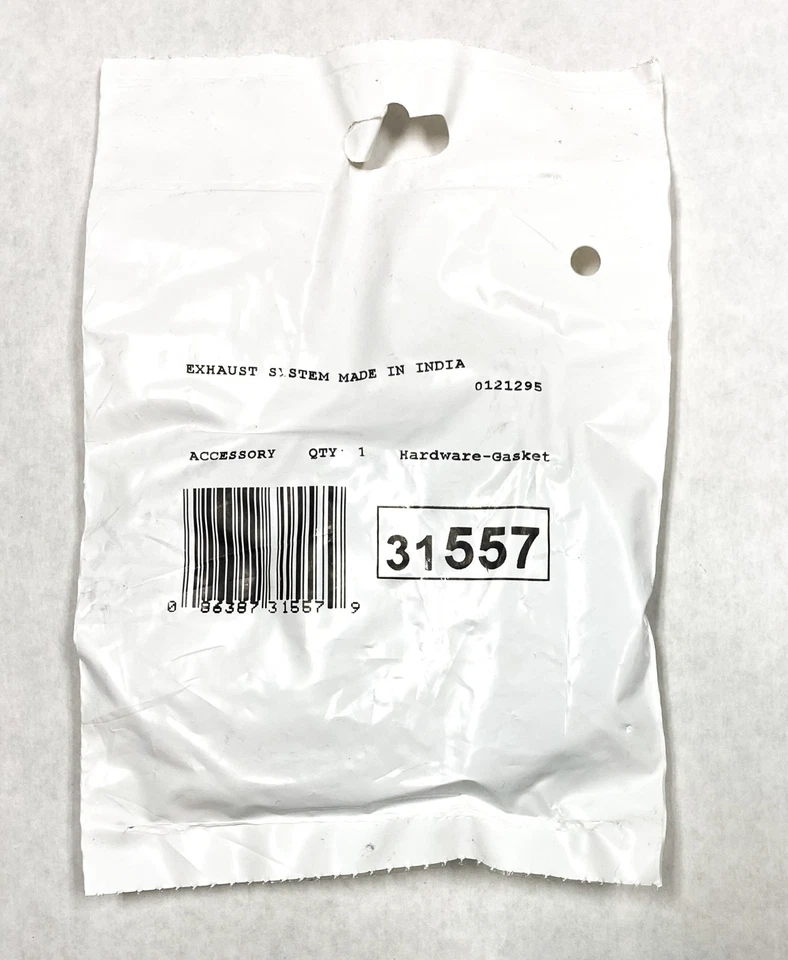 EXHAUST SYSTEM MADE IN INDIA
0121295
ACCESSORY QTY 1 Hardware-Gasket
31557
0 86387 31557 9